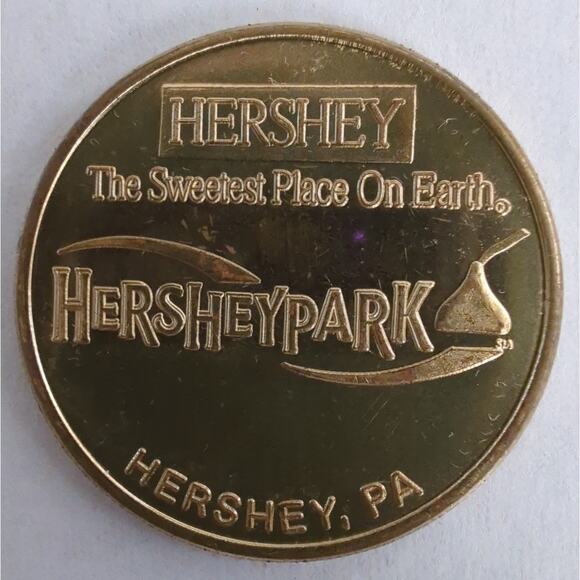 HERSHEY
The Sweetest Place On Earth®
HERSHEYPARK
HERSHEY, PA